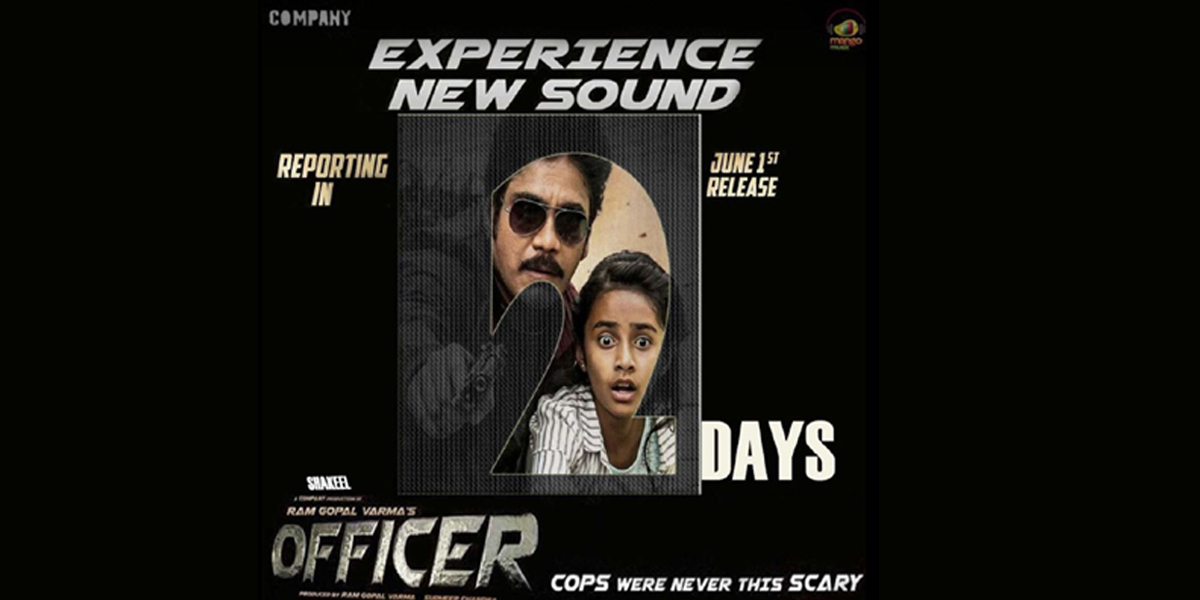 COMPANY
mango
music
EXPERIENCE
NEW SOUND
REPORTING
IN
JUNE 1ST
RELEASE
2
DAYS
SHAKEEL
A COMPANY PRODUCTION OF
RAM GOPAL VARMA'S
OFFICER
PRODUCED BY RAM GOPAL VARMA SUDHEER CHANDRA
COPS WERE NEVER THIS SCARY